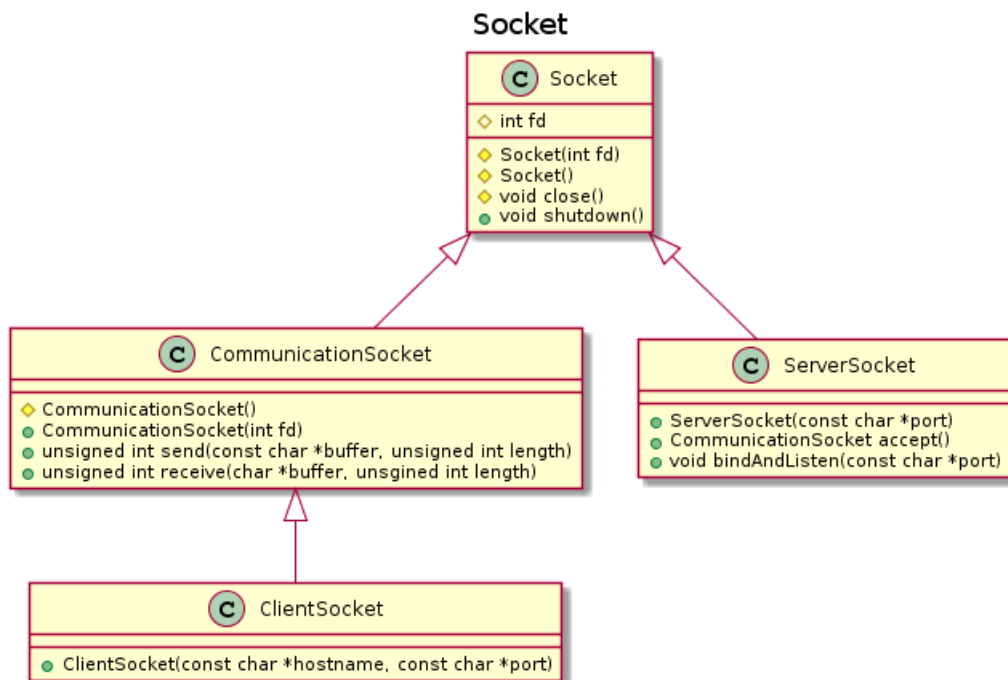 Socket
C Socket
int fd
Socket(int fd)
Socket()
void close()
void shutdown()
C CommunicationSocket
CommunicationSocket()
CommunicationSocket(int fd)
unsigned int send(const char *buffer, unsigned int length)
unsigned int receive(char *buffer, unsgined int length)
C ServerSocket
ServerSocket(const char *port)
CommunicationSocket accept()
void bindAndListen(const char *port)
C ClientSocket
ClientSocket(const char *hostname, const char *port)